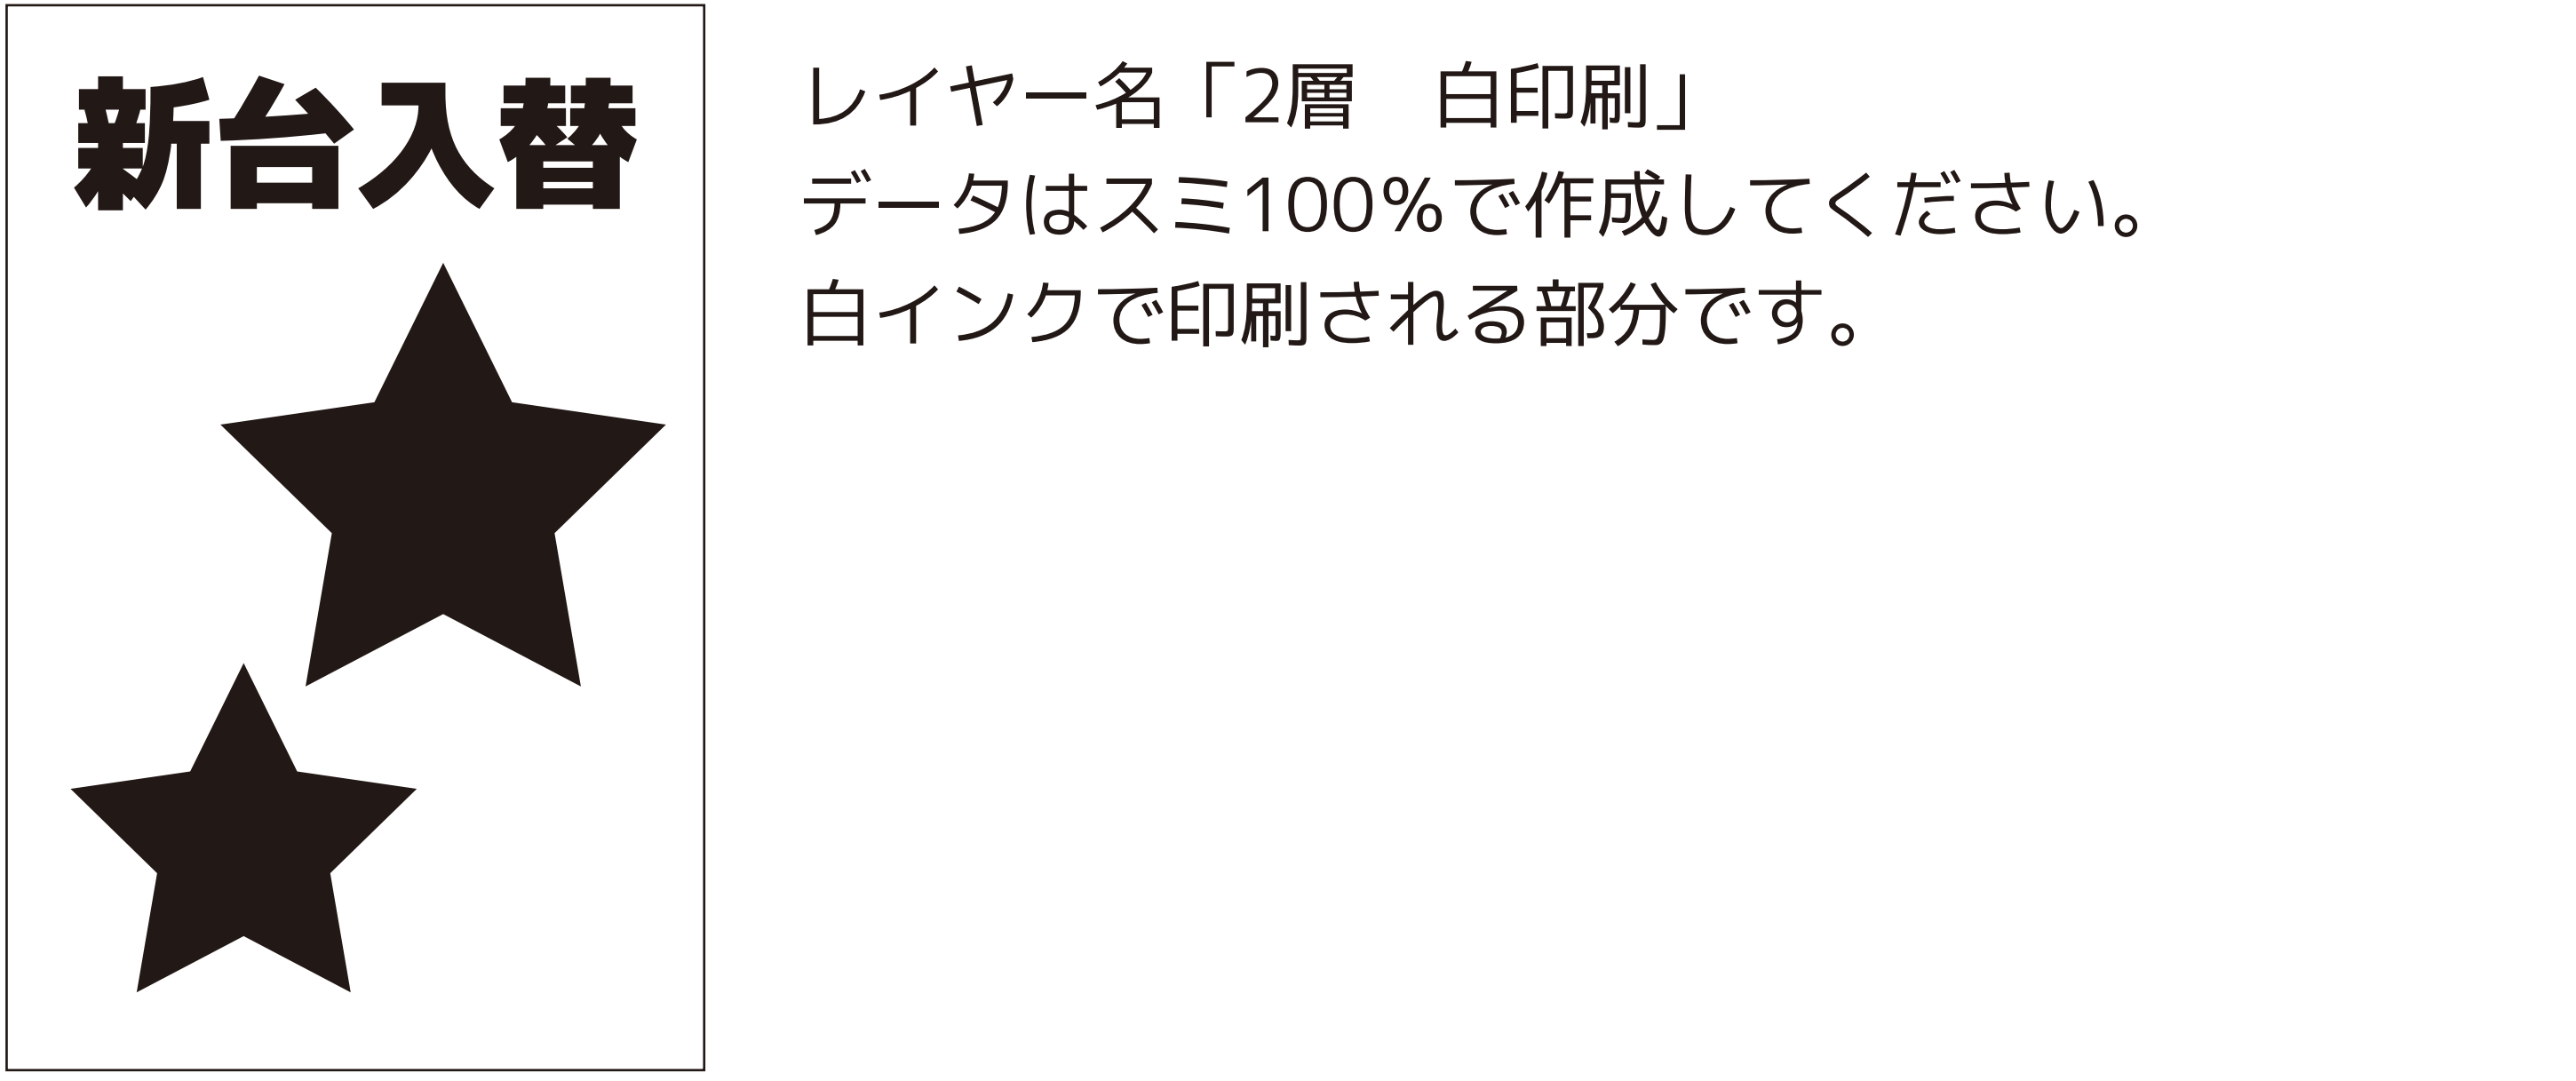 新台入替
レイヤー名「2層　白印刷」
データはスミ100%で作成してください。
白インクで印刷される部分です。